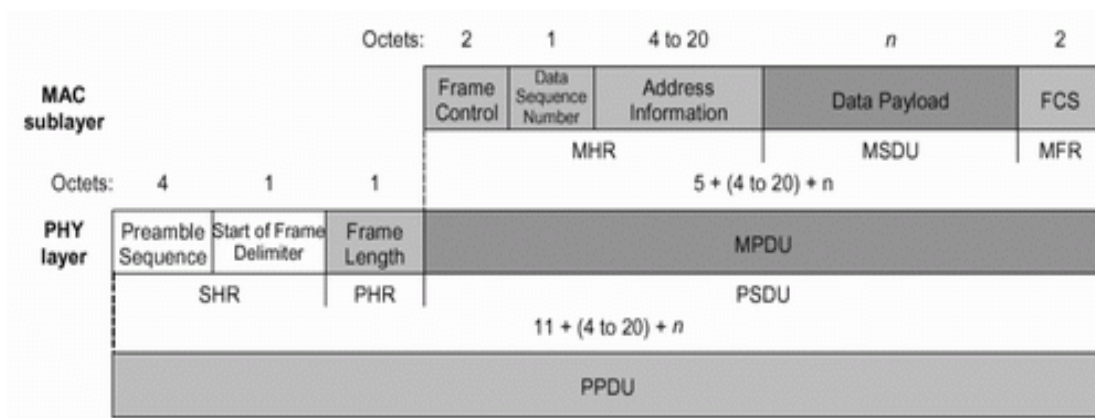 Octets: 2 1 4 to 20 n 2
MAC sublayer
Frame Control
Data Sequence Number
Address Information
Data Payload
FCS
MHR MSDU MFR
Octets: 4 1 1 5 + (4 to 20) + n
PHY layer
Preamble Sequence
Start of Frame Delimiter
Frame Length
MPDU
SHR PHR PSDU
11 + (4 to 20) + n
PPDU